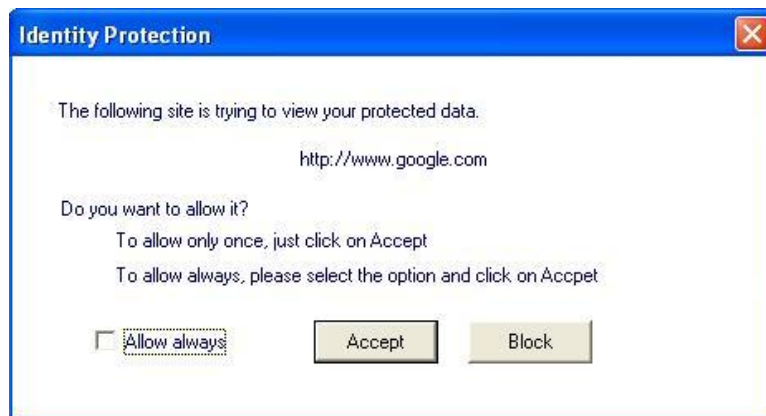 Identity Protection
The following site is trying to view your protected data.
http://www.google.com
Do you want to allow it?
To allow only once, just click on Accept
To allow always, please select the option and click on Accpet
Allow always Accept Block